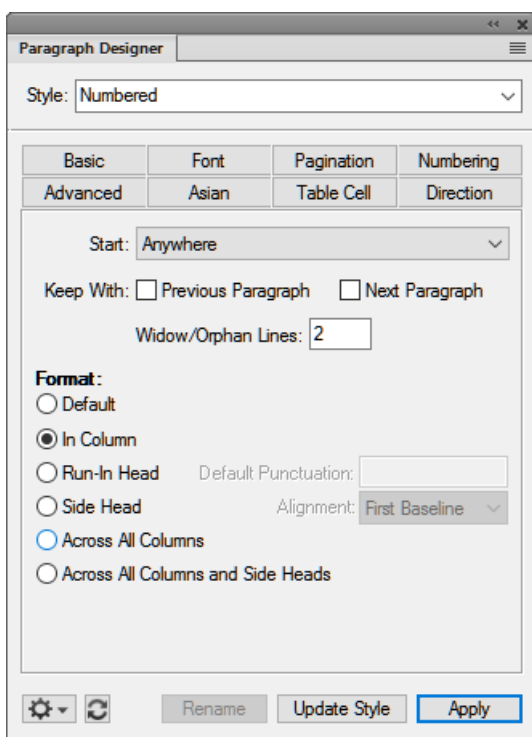 Paragraph Designer
Style: Numbered
Basic Font Pagination Numbering
Advanced Asian Table Cell Direction
Start: Anywhere
Keep With: Previous Paragraph Next Paragraph
Widow/Orphan Lines: 2
Format:
Default
In Column
Run-In Head Default Punctuation:
Side Head Alignment: First Baseline
Across All Columns
Across All Columns and Side Heads
Rename Update Style Apply